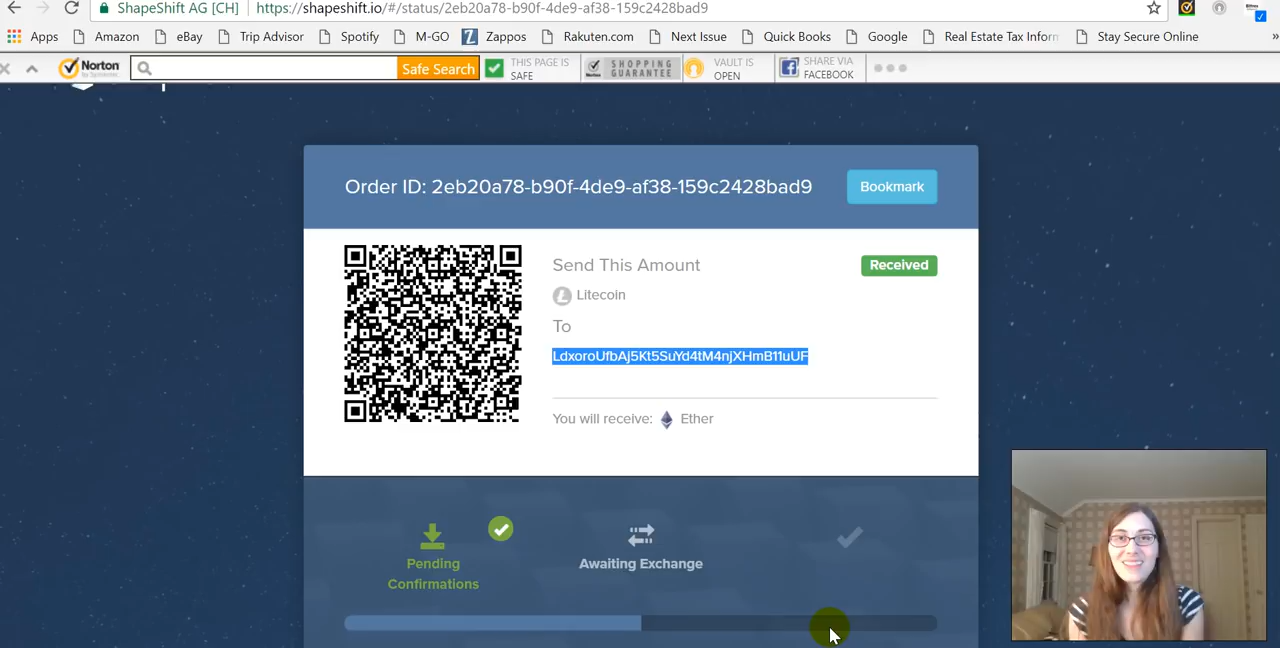 ShapeShift AG [CH]
https://shapeshift.io/#/status/2eb20a78-b90f-4de9-af38-159c2428bad9
Apps
Amazon
eBay
Trip Advisor
Spotify
M-GO
Zappos
Rakuten.com
Next Issue
Quick Books
Google
Real Estate Tax Inform
Stay Secure Online
»
Norton
by Symantec
Safe Search
THIS PAGE IS
SAFE
Norton
SHOPPING
GUARANTEE
VAULT IS
OPEN
SHARE VIA
FACEBOOK
Order ID: 2eb20a78-b90f-4de9-af38-159c2428bad9
Bookmark
Send This Amount
Received
Litecoin
To
LdxoroUfbAj5Kt5SuYd4tM4njXHmB11uUF
You will receive: Ether
Pending
Confirmations
Awaiting Exchange